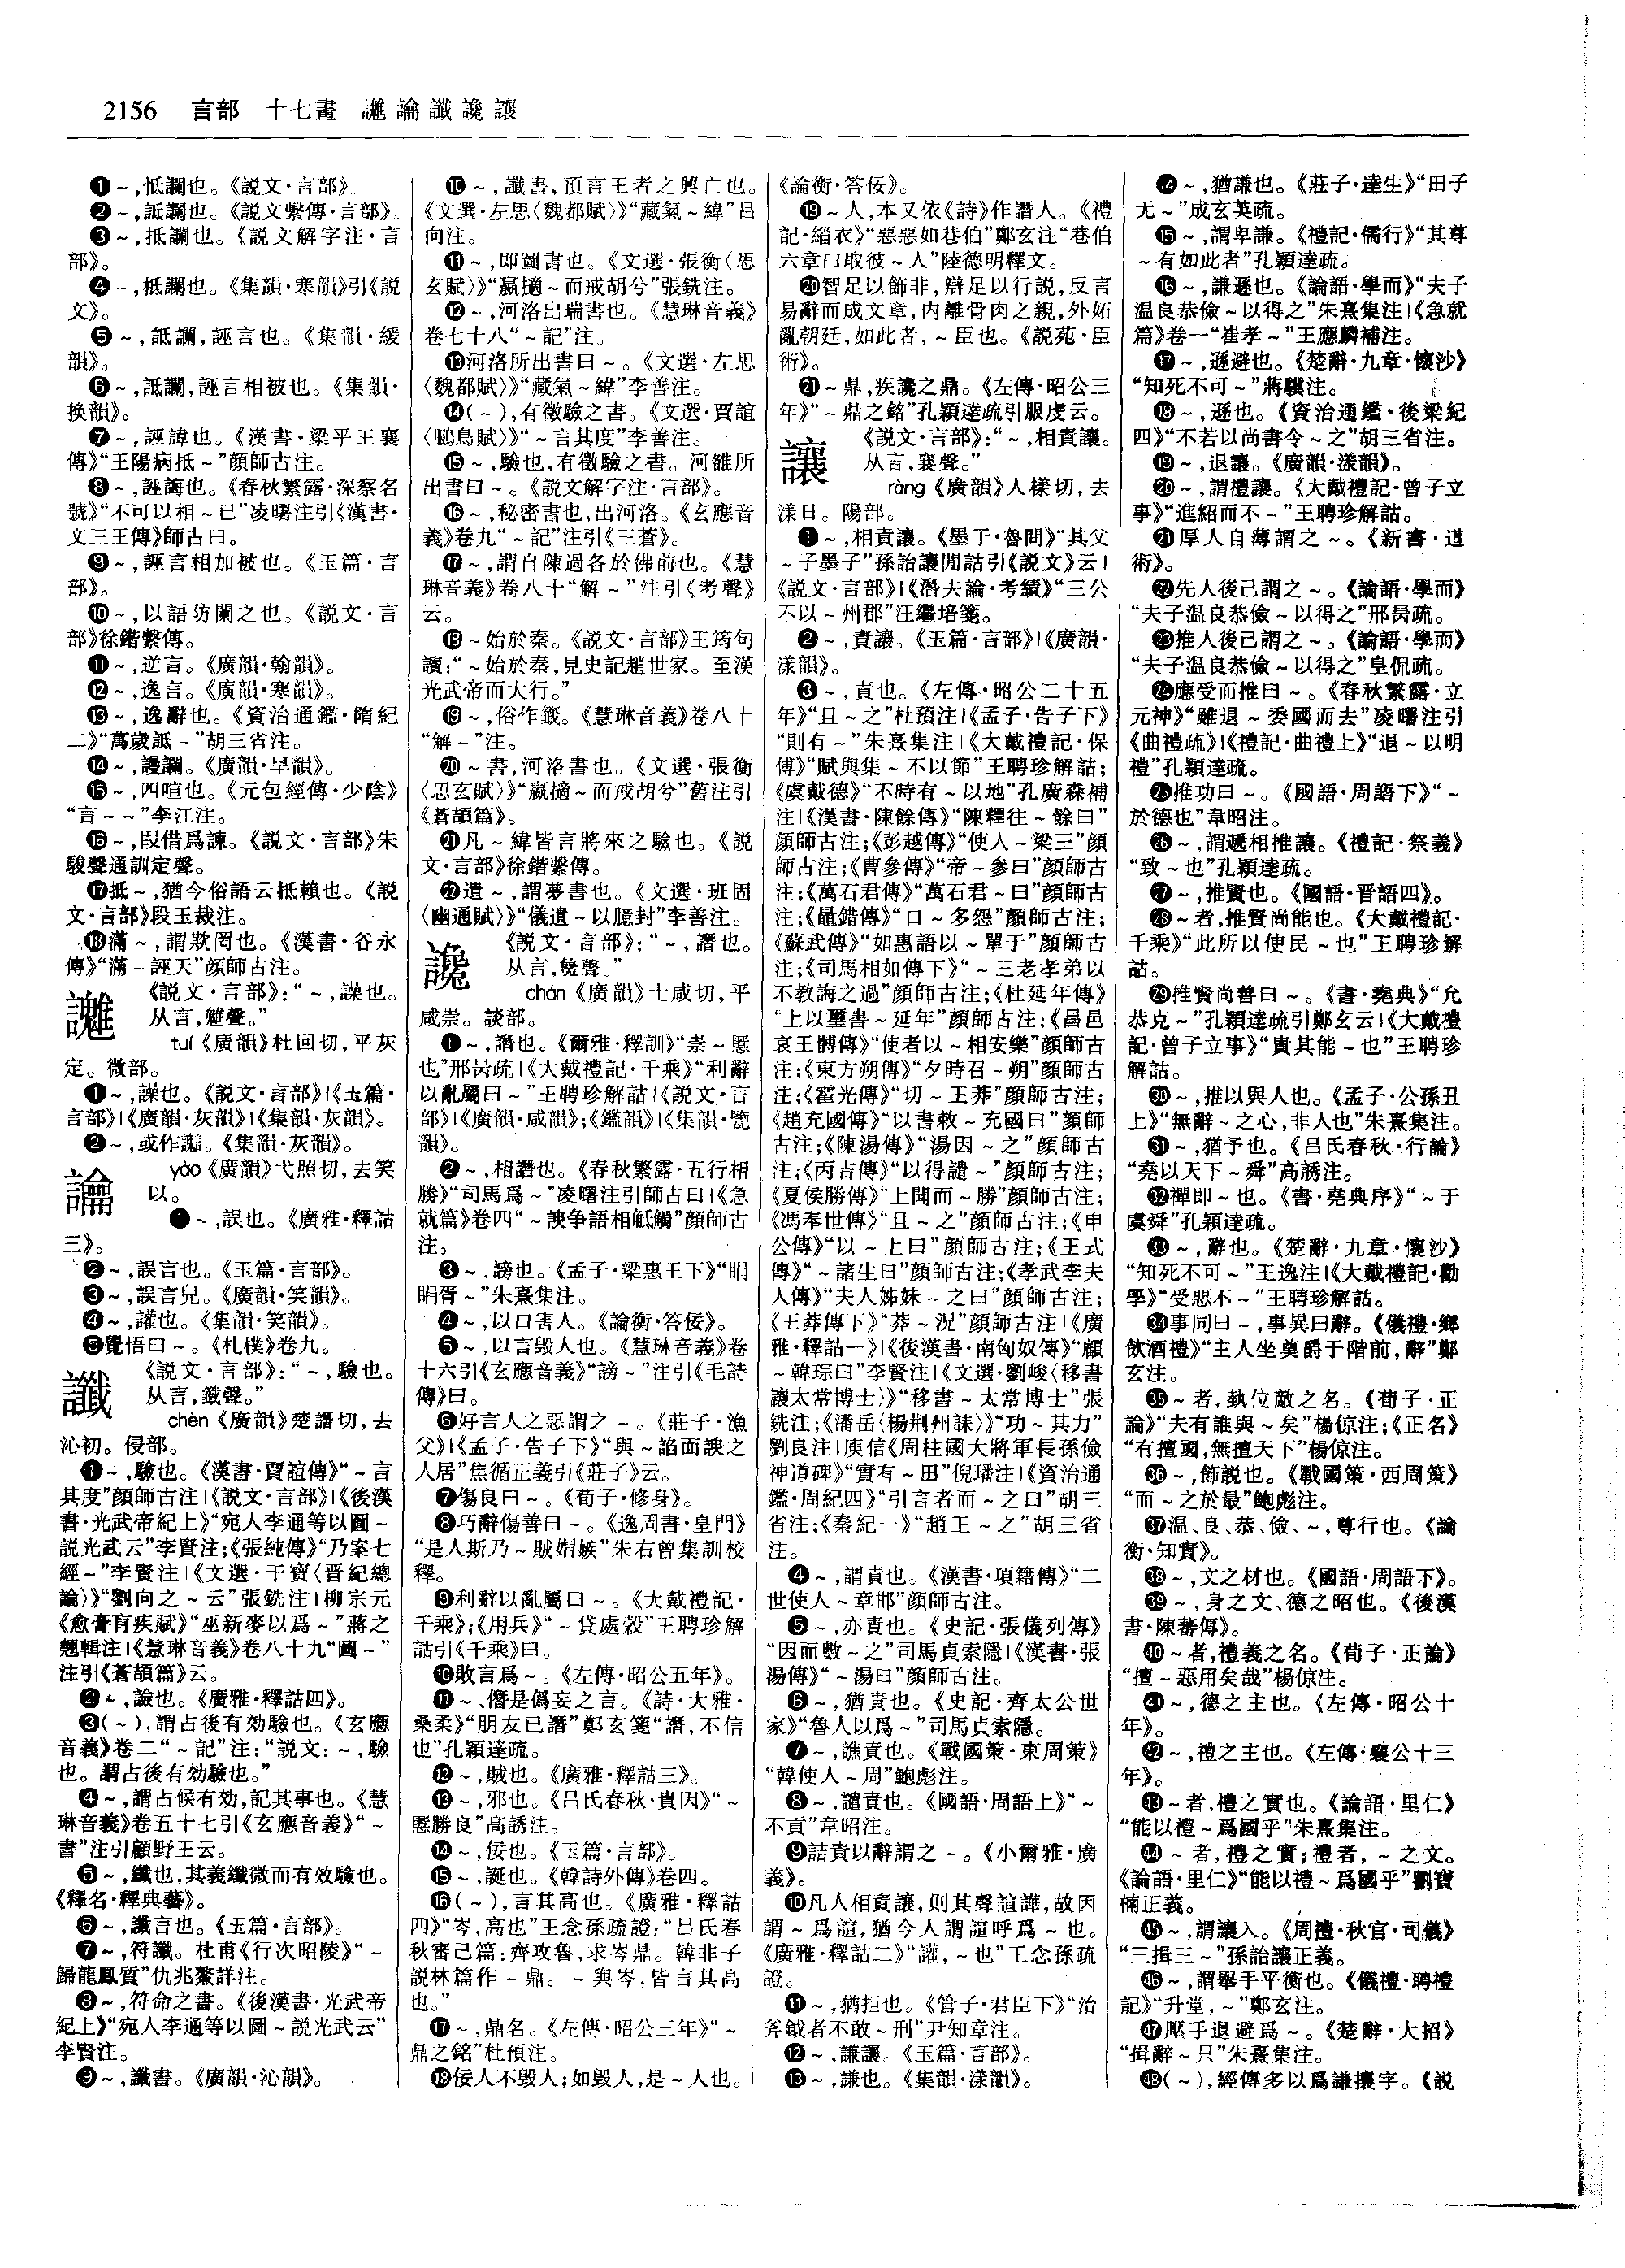 2156 言部 十七畫 讙 論 讖 讒 讓
❶～,怟讕也。《説文·言部》。
❷～,詆讕也。《説文繫傳·言部》。
❸～,抵讕也。《説文解字注·言
部》。
❹～,柢讕也。《集韻·寒韻》引《説
文》。
❺～,詆讕,誣言也。《集韻·緩
韻》。
❻～,詆讕,誣言相被也。《集韻·
换韻》。
❼～,誣諱也。《漢書·梁平王襄
傳》“王陽病抵～”顔師古注。
❽～,誣誨也。《春秋繁露·深察名
號》“不可以相～已”凌曙注引《漢書·
文三王傳》師古曰。
❾～,誣言相加被也。《玉篇·言
部》。
❿～,以語防闌之也。《説文·言
部》徐鍇繫傳。
⓫～,逆言。《廣韻·翰韻》。
⓬～,逸言。《廣韻·寒韻》。
⓭～,逸辭也。《資治通鑑·隋紀
二》“萬歲詆～”胡三省注。
⓮～,謾讕。《廣韻·旱韻》。
⓯～,四喧也。《元包經傳·少陰》
“言～～”李江注。
⓰～,叚借爲諫。《説文·言部》朱
駿聲通訓定聲。
⓱抵～,猶今俗語云抵賴也。《説
文·言部》段玉裁注。
⓲滿～,謂欺罔也。《漢書·谷永
傳》“滿～誣天”顔師古注。
《説文·言部》：“～,譟也。
从言,魋聲。”
tuí《廣韻》杜回切,平灰
定。微部。
❶～,譟也。《説文·言部》|《玉篇·
言部》|《廣韻·灰韻》|《集韻·灰韻》。
❷～,或作。《集韻·灰韻》。
yào《廣韻》弋照切,去笑
以。
❶～,誤也。《廣雅·釋詁
三》。
❷～,誤言也。《玉篇·言部》。
❸～,誤言皃。《廣韻·笑韻》。
❹～,讙也。《集韻·笑韻》。
❺覺悟曰～。《札樸》卷九。
讖 《説文·言部》：“～,驗也。
从言,韱聲。”
chèn《廣韻》楚譖切,去
沁初。侵部。
❶～,驗也。《漢書·賈誼傳》“～言
其度”顔師古注|《説文·言部》|《後漢
書·光武帝紀上》“宛人李通等以圖～
説光武云”李賢注;《張純傳》“乃案七
經～”李賢注|《文選·干寶〈晉紀總
論〉》“劉向之～云”張銑注|柳宗元
《愈膏肓疾賦》“巫新麥以爲～”蔣之
翹輯注|《慧琳音義》卷八十九“圖～”
注引《蒼頡篇》云。
❷～,譣也。《廣雅·釋詁四》。
❸(～),謂占後有効驗也。《玄應
音義》卷二“～記”注：“説文：～,驗
也。謂占後有効驗也。”
❹～,謂占候有効,記其事也。《慧
琳音義》卷五十七引《玄應音義》“～
書”注引顧野王云。
❺～,纖也,其義纖微而有效驗也。
《釋名·釋典藝》。
❻～,讖言也。《玉篇·言部》。
❼～,符讖。杜甫《行次昭陵》“～
歸龍鳳質”仇兆鰲詳注。
❽～,符命之書。《後漢書·光武帝
紀上》“宛人李通等以圖～説光武云”
李賢注。
❾～,讖書。《廣韻·沁韻》。
❿～,讖書,預言王者之興亡也。
《文選·左思〈魏都賦〉》“藏氣～緯”吕
向注。
⓫～,即圖書也。《文選·張衡〈思
玄賦〉》“嬴擿～而戒胡兮”張銑注。
⓬～,河洛出瑞書也。《慧琳音義》
卷七十八“～記”注。
⓭河洛所出書曰～。《文選·左思
〈魏都賦〉》“藏氣～緯”李善注。
⓮(～),有徵驗之書。《文選·賈誼
〈鵩鳥賦〉》“～言其度”李善注。
⓯～,驗也,有徵驗之書。河雒所
出書曰～。《説文解字注·言部》。
⓰～,秘密書也,出河洛。《玄應音
義》卷九“～記”注引《三蒼》。
⓱～,謂自陳過各於佛前也。《慧
琳音義》卷八十“解～”注引《考聲》
云。
⓲～始於秦。《説文·言部》王筠句
讀：“～始於秦,見史記趙世家。至漢
光武帝而大行。”
⓳～,俗作籤。《慧琳音義》卷八十
“解～”注。
⓴～書,河洛書也。《文選·張衡
〈思玄賦〉》“嬴擿～而戒胡兮”舊注引
《蒼頡篇》。
㉑凡～緯皆言將來之驗也。《説
文·言部》徐鍇繫傳。
㉒遺～,謂夢書也。《文選·班固
〈幽通賦〉》“儀遺～以臆封”李善注。
讒 《説文·言部》：“～,譖也。
从言,毚聲。”
chán《廣韻》士咸切,平
咸崇。談部。
❶～,譖也。《爾雅·釋訓》“崇～慝
也”邢昺疏|《大戴禮記·千乘》“利辭
以亂屬曰～”王聘珍解詁|《説文·言
部》|《廣韻·咸韻》;《鑑韻》|《集韻·覽
韻》。
❷～,相譖也。《春秋繁露·五行相
勝》“司馬爲～”凌曙注引師古曰|《急
就篇》卷四“～諛争語相觝觸”顔師古
注。
❸～,謗也。《孟子·梁惠王下》“睊
睊胥～”朱熹集注。
❹～,以口害人。《論衡·答佞》。
❺～,以言毁人也。《慧琳音義》卷
十六引《玄應音義》“謗～”注引《毛詩
傳》曰。
❻好言人之惡謂之～。《莊子·漁
父》|《孟子·告子下》“與～諂面諛之
人居”焦循正義引《莊子》云。
❼傷良曰～。《荀子·修身》。
❽巧辭傷善曰～。《逸周書·皇門》
“是人斯乃～賊媢嫉”朱右曾集訓校
釋。
❾利辭以亂屬曰～。《大戴禮記·
千乘》;《用兵》“～貸處穀”王聘珍解
詁引《千乘》曰。
❿敗言爲～。《左傳·昭公五年》。
⓫～、僭是僞妄之言。《詩·大雅·
桑柔》“朋友已譖”鄭玄箋“譖,不信
也”孔穎達疏。
⓬～,賊也。《廣雅·釋詁三》。
⓭～,邪也。《吕氏春秋·貴因》“～
慝勝良”高誘注。
⓮～,佞也。《玉篇·言部》。
⓯～,誕也。《韓詩外傳》卷四。
⓰(～),言其高也。《廣雅·釋詁
四》“岑,高也”王念孫疏證：“吕氏春
秋審己篇：齊攻魯,求岑鼎。韓非子
説林篇作～鼎。～與岑,皆言其高
也。”
⓱～,鼎名。《左傳·昭公三年》“～
鼎之銘”杜預注。
⓲佞人不毁人;如毁人,是～人也。
《論衡·答佞》。
⓳～人,本又依《詩》作譖人。《禮
記·緇衣》“惡惡如巷伯”鄭玄注“巷伯
六章曰取彼～人”陸德明釋文。
⓴智足以飾非,辯足以行説,反言
易辭而成文章,内離骨肉之親,外妬
亂朝廷,如此者,～臣也。《説苑·臣
術》。
㉑～鼎,疾讒之鼎。《左傳·昭公三
年》“～鼎之銘”孔穎達疏引服虔云。
讓 《説文·言部》：“～,相責讓。
从言,襄聲。”
ràng《廣韻》人樣切,去
漾日。陽部。
❶～,相責讓。《墨子·魯問》“其父
～子墨子”孫詒讓閒詁引《説文》云|
《説文·言部》|《潛夫論·考績》“三公
不以～州郡”汪繼培箋。
❷～,責讓。《玉篇·言部》|《廣韻·
漾韻》。
❸～,責也。《左傳·昭公二十五
年》“且～之”杜預注|《孟子·告子下》
“則有～”朱熹集注|《大戴禮記·保
傅》“賦與集～不以節”王聘珍解詁;
《虞戴德》“不時有～以地”孔廣森補
注|《漢書·陳餘傳》“陳釋往～餘曰”
顔師古注;《彭越傳》“使人～梁王”顔
師古注;《曹參傳》“帝～參曰”顔師古
注;《萬石君傳》“萬石君～曰”顔師古
注;《鼂錯傳》“口～多怨”顔師古注;
《蘇武傳》“如惠語以～單于”顔師古
注;《司馬相如傳下》“～三老孝弟以
不教誨之過”顔師古注;《杜延年傳》
“上以璽書～延年”顔師古注;《昌邑
哀王髆傳》“使者以～相安樂”顔師古
注;《東方朔傳》“夕時召～朔”顔師古
注;《霍光傳》“切～王莽”顔師古注;
《趙充國傳》“以書敕～充國曰”顔師
古注;《陳湯傳》“湯因～之”顔師古
注;《丙吉傳》“以得譴～”顔師古注;
《夏侯勝傳》“上聞而～勝”顔師古注;
《馮奉世傳》“且～之”顔師古注;《申
公傳》“以～上曰”顔師古注;《王式
傳》“～諸生曰”顔師古注;《孝武李夫
人傳》“夫人姊妹～之曰”顔師古注;
《王莽傳下》“莽～況”顔師古注|《廣
雅·釋詁一》|《後漢書·南匈奴傳》“顧
～韓琮曰”李賢注|《文選·劉峻〈移書
讓太常博士〉》“移書～太常博士”張
銑注;《潘岳〈楊荆州誄〉》“功～其力”
劉良注|庾信《周柱國大將軍長孫儉
神道碑》“實有～田”倪璠注|《資治通
鑑·周紀四》“引言者而～之曰”胡三
省注;《秦紀一》“趙王～之”胡三省
注。
❹～,謂責也。《漢書·項籍傳》“二
世使人～章邯”顔師古注。
❺～,亦責也。《史記·張儀列傳》
“因而數～之”司馬貞索隱|《漢書·張
湯傳》“～湯曰”顔師古注。
❻～,猶責也。《史記·齊太公世
家》“魯人以爲～”司馬貞索隱。
❼～,譙責也。《戰國策·東周策》
“韓使人～周”鮑彪注。
❽～,譴責也。《國語·周語上》“～
不貢”韋昭注。
❾詰責以辭謂之～。《小爾雅·廣
義》。
❿凡人相責讓,則其聲諠譁,故因
謂～爲諠,猶今人謂諠呼爲～也。
《廣雅·釋詁二》“讙,～也”王念孫疏
證。
⓫～,猶拒也。《管子·君臣下》“治
斧鉞者不敢～刑”尹知章注。
⓬～,謙讓。《玉篇·言部》。
⓭～,謙也。《集韻·漾韻》。
⓮～,猶謙也。《莊子·達生》“田子
无～”成玄英疏。
⓯～,謂卑謙。《禮記·儒行》“其尊
～有如此者”孔穎達疏。
⓰～,謙遜也。《論語·學而》“夫子
温良恭儉～以得之”朱熹集注|《急就
篇》卷一“崔孝～”王應麟補注。
⓱～,遜避也。《楚辭·九章·懷沙》
“知死不可～”蔣驥注。
⓲～,遜也。《資治通鑑·後梁紀
四》“不若以尚書令～之”胡三省注。
⓳～,退讓。《廣韻·漾韻》。
⓴～,謂禮讓。《大戴禮記·曾子立
事》“進紿而不～”王聘珍解詁。
㉑厚人自薄謂之～。《新書·道
術》。
㉒先人後己謂之～。《論語·學而》
“夫子温良恭儉～以得之”邢昺疏。
㉓推人後己謂之～。《論語·學而》
“夫子温良恭儉～以得之”皇侃疏。
㉔應受而推曰～。《春秋繁露·立
元神》“雖退～委國而去”凌曙注引
《曲禮疏》|《禮記·曲禮上》“退～以明
禮”孔穎達疏。
㉕推功曰～。《國語·周語下》“～
於德也”韋昭注。
㉖～,謂遞相推讓。《禮記·祭義》
“致～也”孔穎達疏。
㉗～,推賢也。《國語·晉語四》。
㉘～者,推賢尚能也。《大戴禮記·
千乘》“此所以使民～也”王聘珍解
詁。
㉙推賢尚善曰～。《書·堯典》“允
恭克～”孔穎達疏引鄭玄云|《大戴禮
記·曾子立事》“貴其能～也”王聘珍
解詁。
㉚～,推以與人也。《孟子·公孫丑
上》“無辭～之心,非人也”朱熹集注。
㉛～,猶予也。《吕氏春秋·行論》
“堯以天下～舜”高誘注。
㉜禪即～也。《書·堯典序》“～于
虞舜”孔穎達疏。
㉝～,辭也。《楚辭·九章·懷沙》
“知死不可～”王逸注|《大戴禮記·勸
學》“受惡不～”王聘珍解詁。
㉞事同曰～,事異曰辭。《儀禮·鄉
飲酒禮》“主人坐奠爵于階前,辭”鄭
玄注。
㉟～者,執位敵之名。《荀子·正
論》“夫有誰與～矣”楊倞注;《正名》
“有擅國,無擅天下”楊倞注。
㊱～,飾説也。《戰國策·西周策》
“而～之於最”鮑彪注。
㊲温、良、恭、儉、～,尊行也。《論
衡·知實》。
㊳～,文之材也。《國語·周語下》。
㊴～,身之文、德之昭也。《後漢
書·陳蕃傳》。
㊵～者,禮義之名。《荀子·正論》
“擅～惡用矣哉”楊倞注。
㊶～,德之主也。《左傳·昭公十
年》。
㊷～,禮之主也。《左傳·襄公十三
年》。
㊸～者,禮之實也。《論語·里仁》
“能以禮～爲國乎”朱熹集注。
㊹～者,禮之實;禮者,～之文。
《論語·里仁》“能以禮～爲國乎”劉寶
楠正義。
㊺～,謂讓入。《周禮·秋官·司儀》
“三揖三～”孫詒讓正義。
㊻～,謂舉手平衡也。《儀禮·聘禮
記》“升堂,～”鄭玄注。
㊼壓手退避爲～。《楚辭·大招》
“揖辭～只”朱熹集注。
㊽(～),經傳多以爲謙攘字。《説